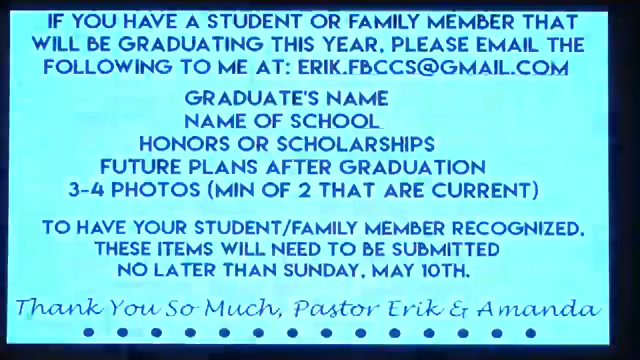 IF YOU HAVE A STUDENT OR FAMILY MEMBER THAT
WILL BE GRADUATING THIS YEAR, PLEASE EMAIL THE
FOLLOWING TO ME AT: ERIK.FBCCS@GMAIL.COM
GRADUATE'S NAME
NAME OF SCHOOL
HONORS OR SCHOLARSHIPS
FUTURE PLANS AFTER GRADUATION
3-4 PHOTOS (MIN OF 2 THAT ARE CURRENT)
TO HAVE YOUR STUDENT/FAMILY MEMBER RECOGNIZED,
THESE ITEMS WILL NEED TO BE SUBMITTED
NO LATER THAN SUNDAY, MAY 10TH.
Thank You So Much, Pastor Erik & Amanda